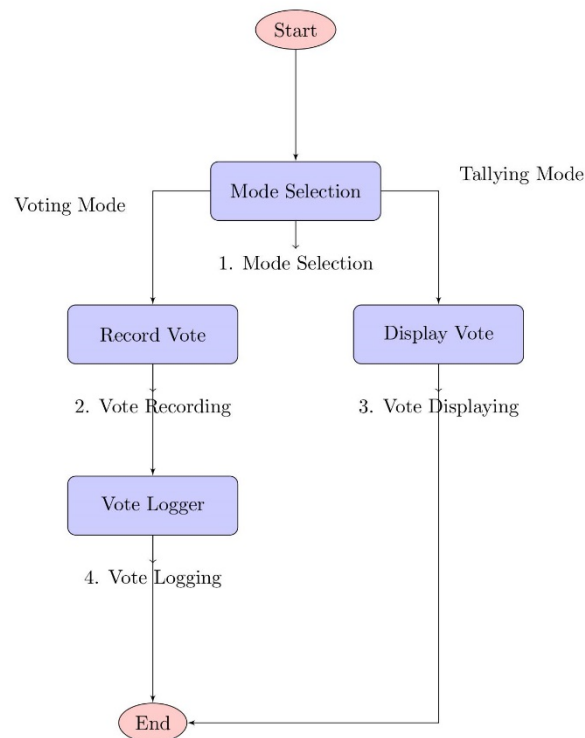 Start
Mode Selection
Tallying Mode
Voting Mode
1. Mode Selection
Record Vote
Display Vote
2. Vote Recording
3. Vote Displaying
Vote Logger
4. Vote Logging
End